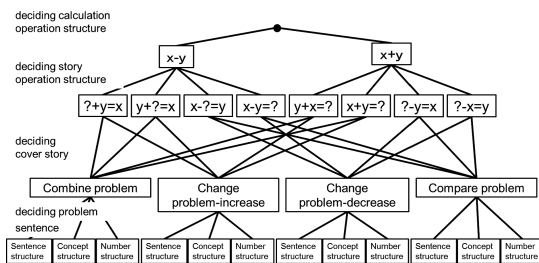 deciding calculation
operation structure
x-y
x+y
deciding story
operation structure
?+y=x
y+?=x
x-?=y
x-y=?
y+x=?
x+y=?
?-y=x
?-x=y
deciding
cover story
Combine problem
Change
problem-increase
Change
problem-decrease
Compare problem
deciding problem
sentence
Sentence
structure
Concept
structure
Number
structure
Sentence
structure
Concept
structure
Number
structure
Sentence
structure
Concept
structure
Number
structure
Sentence
structure
Concept
structure
Number
structure